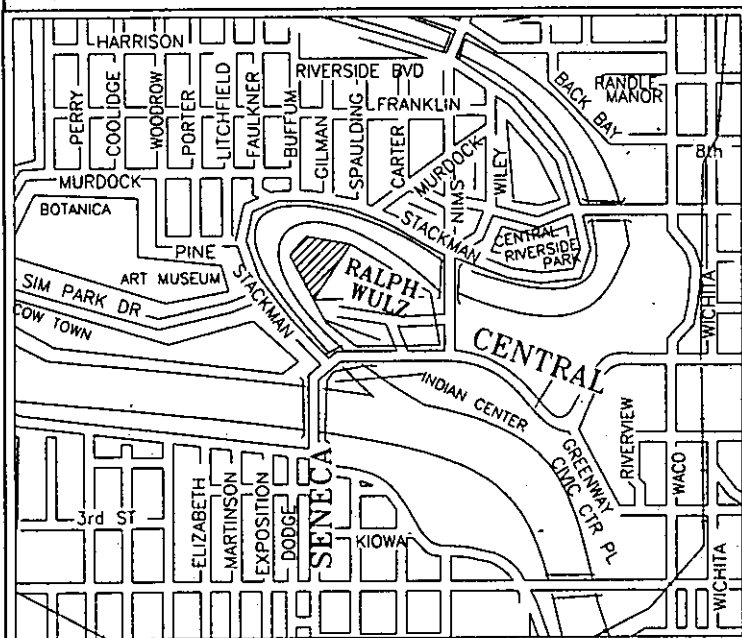 HARRISON
RIVERSIDE BVD
FRANKLIN
BACK BAY
RANDLE
MANOR
PERRY
COOLIDGE
WOODROW
PORTER
LITCHFIELD
FAULKNER
BUFFUM
GILMAN
SPAULDING
CARTER
MURDOCK
NIMS
WILEY
8th
MURDOCK
BOTANICA
STACKMAN
CENTRAL
RIVERSIDE
PARK
PINE
ART MUSEUM
STACKMAN
RALPH-
WULZ
SIM PARK DR
COW TOWN
WICHITA
CENTRAL
INDIAN CENTER
GREENWAY
CIVIC CTR PL
RIVERVIEW
WACO
3rd ST
ELIZABETH
MARTINSON
EXPOSITION
DODGE
SENECA
KIOWA
WICHITA